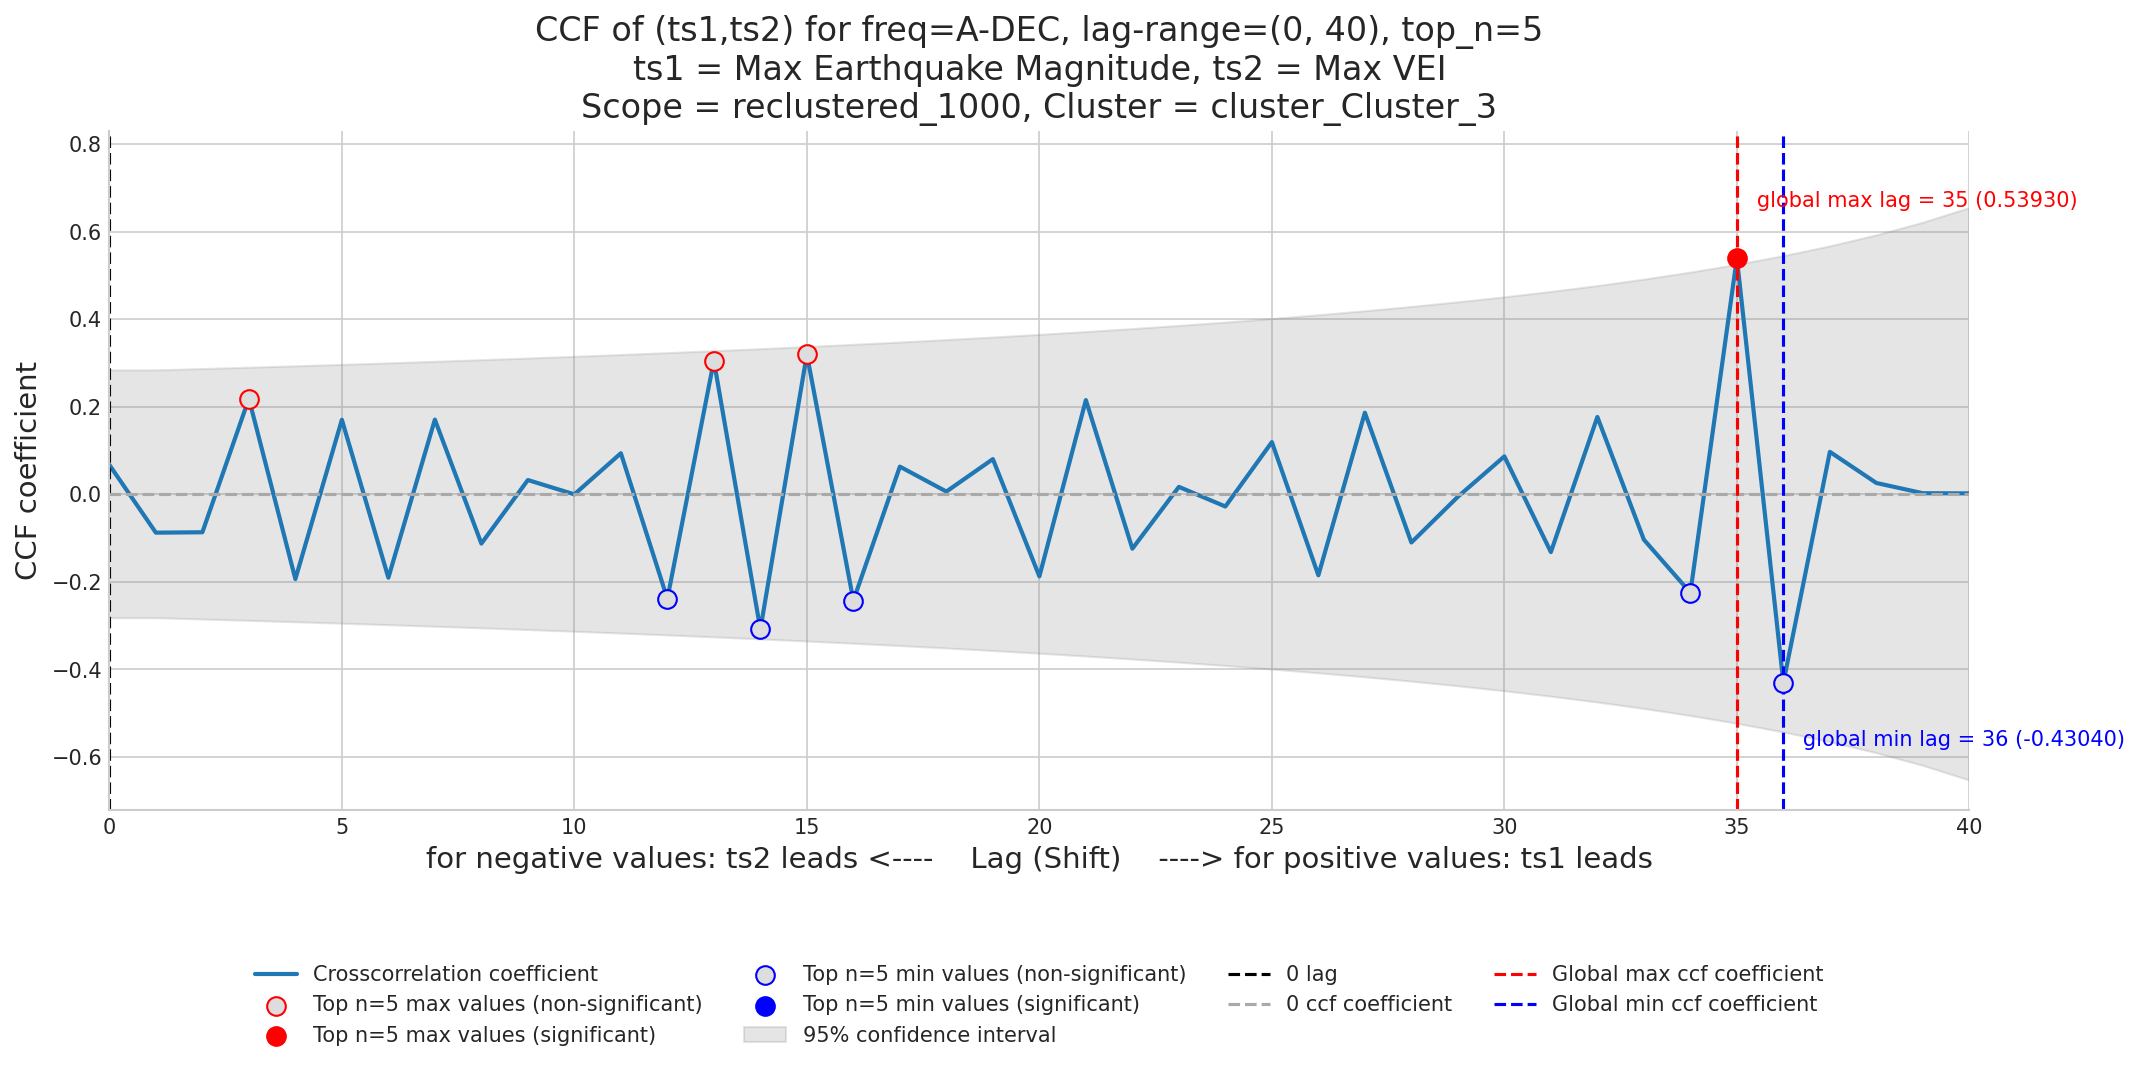 CCF of (ts1,ts2) for freq=A-DEC, lag-range=(0, 40), top_n=5
ts1 = Max Earthquake Magnitude, ts2 = Max VEI
Scope = reclustered_1000, Cluster = cluster_Cluster_3
CCF coefficient
0.8
0.6
0.4
0.2
0.0
−0.2
−0.4
−0.6
global max lag = 35 (0.53930)
global min lag = 36 (-0.43040)
0 5 10 15 20 25 30 35 40
for negative values: ts2 leads <---- Lag (Shift) ----> for positive values: ts1 leads
Crosscorrelation coefficient
Top n=5 max values (non-significant)
Top n=5 max values (significant)
Top n=5 min values (non-significant)
Top n=5 min values (significant)
95% confidence interval
0 lag
0 ccf coefficient
Global max ccf coefficient
Global min ccf coefficient